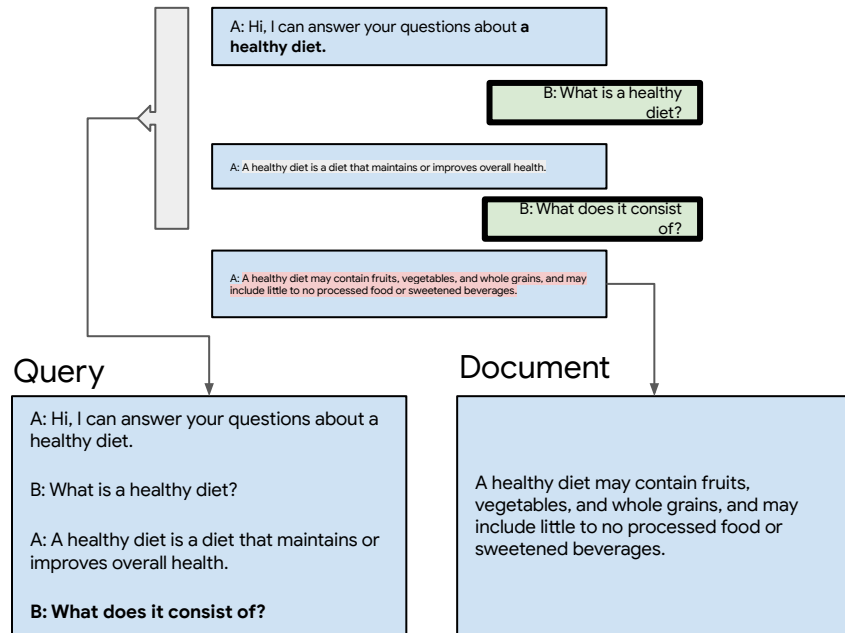 A: Hi, I can answer your questions about a
healthy diet.
B: What is a healthy
diet?
A: A healthy diet is a diet that maintains or improves overall health.
B: What does it consist
of?
A: A healthy diet may contain fruits, vegetables, and whole grains, and may
include little to no processed food or sweetened beverages.
Query
A: Hi, I can answer your questions about a
healthy diet.
B: What is a healthy diet?
A: A healthy diet is a diet that maintains or
improves overall health.
B: What does it consist of?
Document
A healthy diet may contain fruits,
vegetables, and whole grains, and may
include little to no processed food or
sweetened beverages.